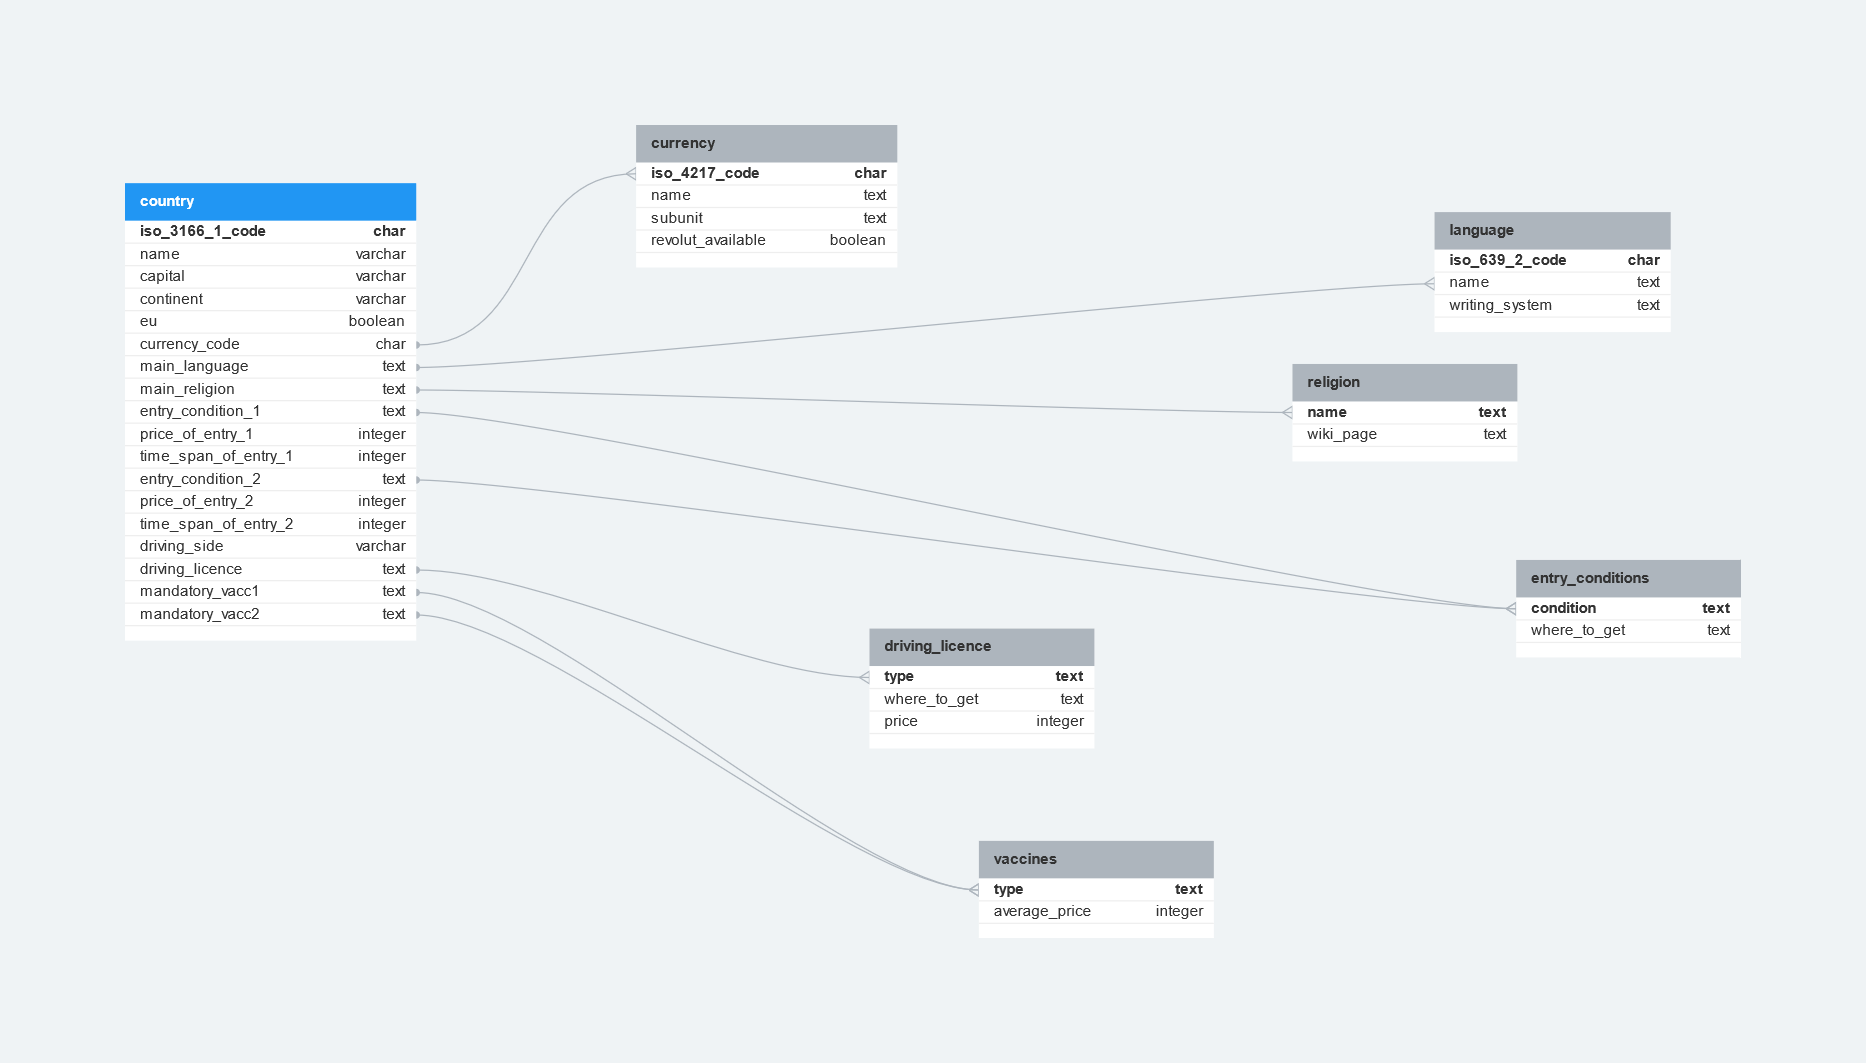 country
iso_3166_1_code char
name varchar
capital varchar
continent varchar
eu boolean
currency_code char
main_language text
main_religion text
entry_condition_1 text
price_of_entry_1 integer
time_span_of_entry_1 integer
entry_condition_2 text
price_of_entry_2 integer
time_span_of_entry_2 integer
driving_side varchar
driving_licence text
mandatory_vacc1 text
mandatory_vacc2 text
currency
iso_4217_code char
name text
subunit text
revolut_available boolean
language
iso_639_2_code char
name text
writing_system text
religion
name text
wiki_page text
entry_conditions
condition text
where_to_get text
driving_licence
type text
where_to_get text
price integer
vaccines
type text
average_price integer